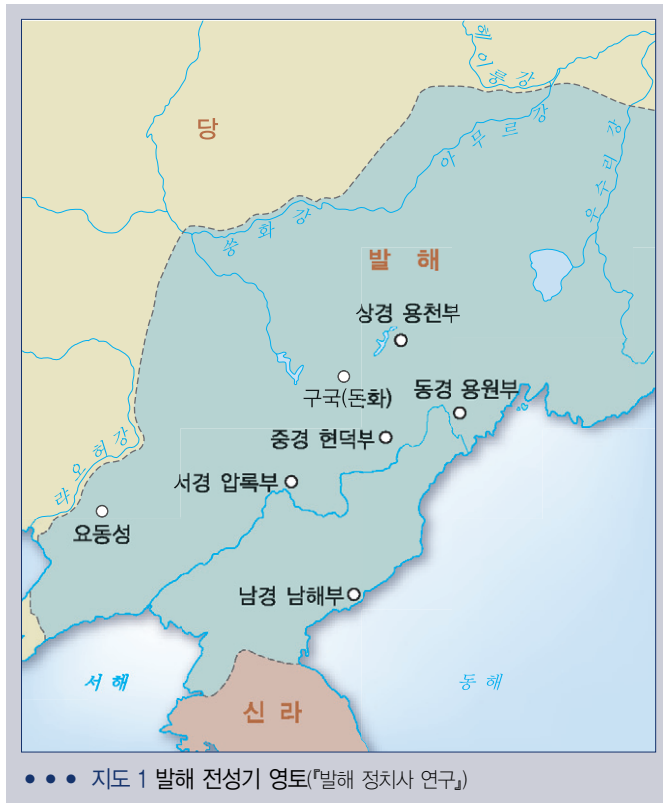 헤이룽강
당
아무르강
우수리강
쑹화강
발 해
상경 용천부
구국(돈화)
동경 용원부
중경 현덕부
랴오허강
서경 압록부
요동성
남경 남해부
서 해
동 해
신 라
● ● ● 지도 1 발해 전성기 영토(『발해 정치사 연구』)